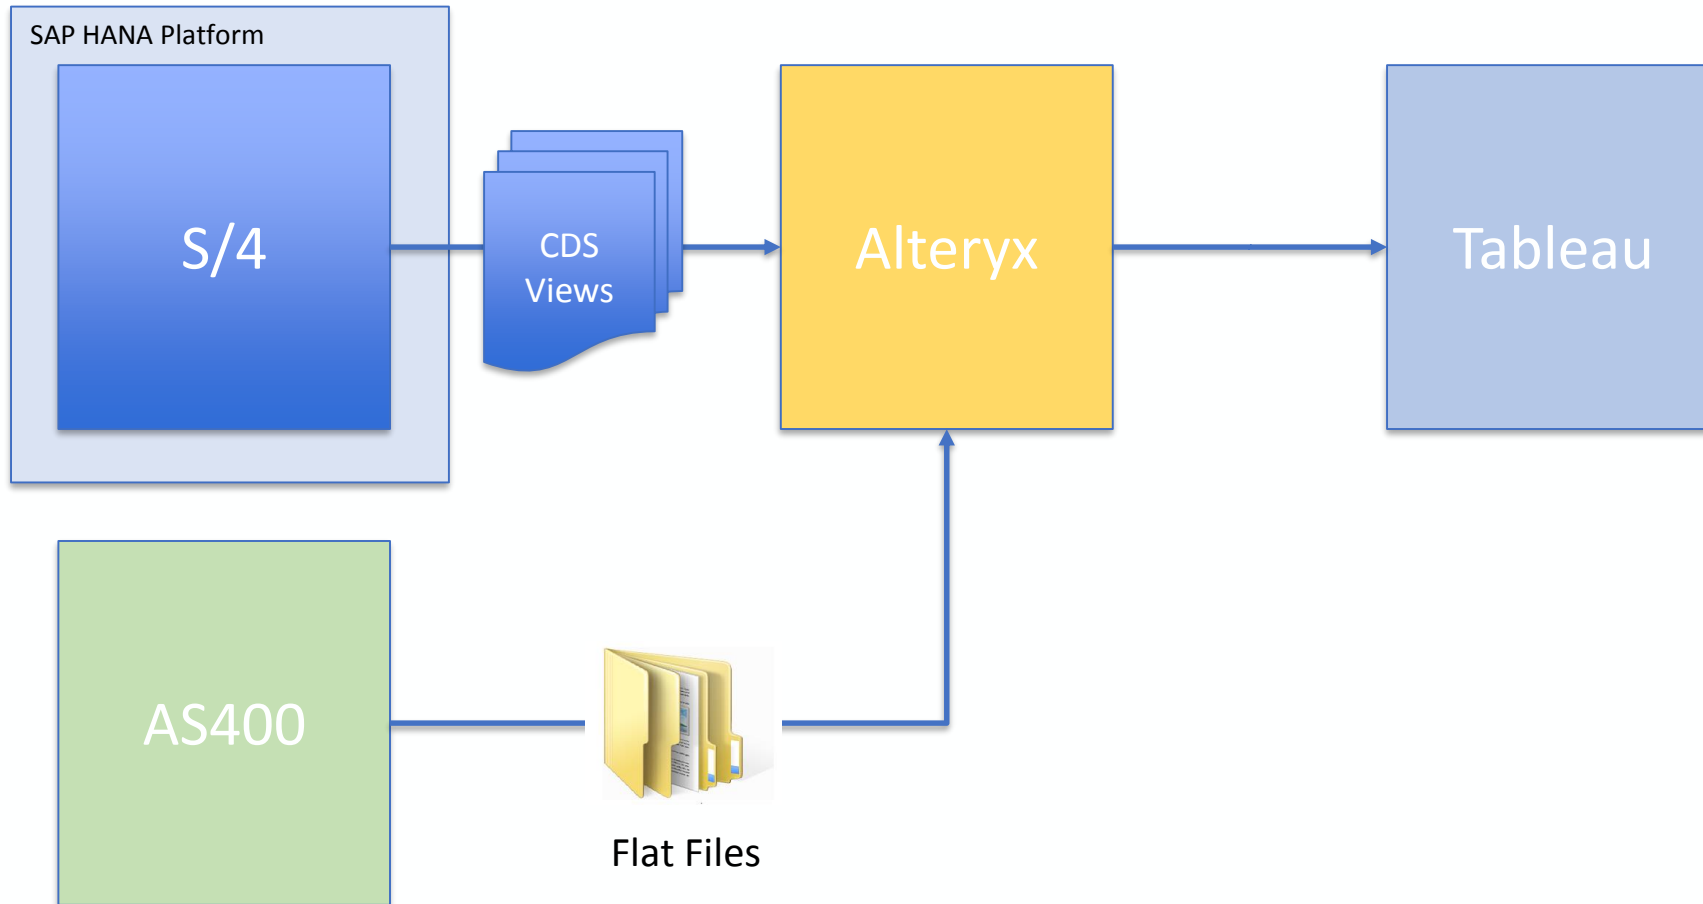 SAP HANA Platform
S/4
CDS
Views
Alteryx
Tableau
AS400
Flat Files